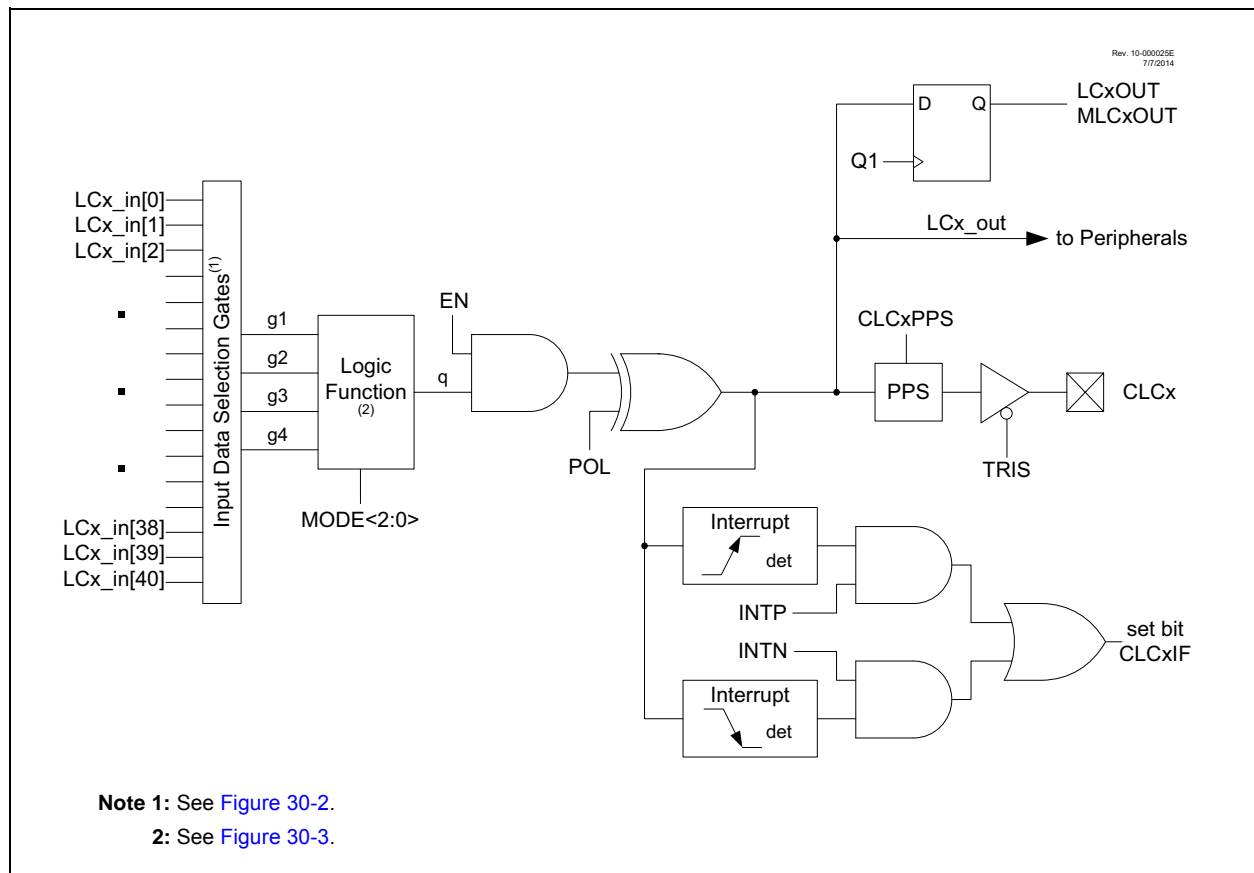 Rev. 10-000025E
7/7/2014
LCxOUT
MLCxOUT
D
Q
Q1
LCx_in[0]
LCx_in[1]
LCx_in[2]
LCx_out
to Peripherals
Input Data Selection Gates(1)
EN
CLCxPPS
g1
g2
g3
g4
Logic
Function
(2)
q
PPS
CLCx
POL
TRIS
MODE<2:0>
LCx_in[38]
LCx_in[39]
LCx_in[40]
Interrupt
det
INTP
INTN
set bit
CLCxIF
Interrupt
det
Note 1: See Figure 30-2.
2: See Figure 30-3.